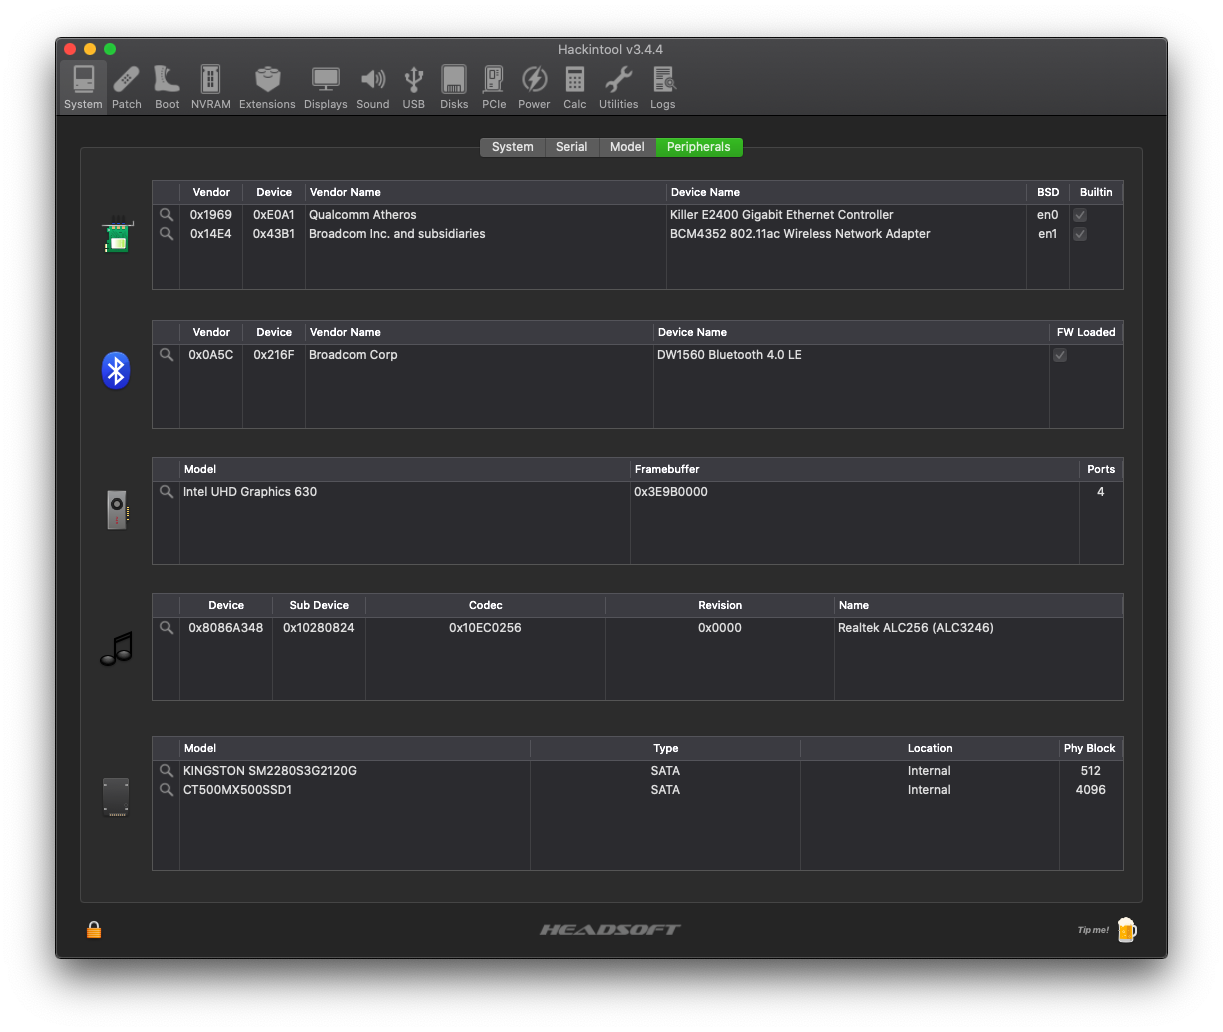 Hackintool v3.4.4
System Patch Boot NVRAM Extensions Displays Sound USB Disks PCIe Power Calc Utilities Logs
System Serial Model Peripherals
Vendor Device Vendor Name Device Name BSD Builtin
0x1969 0xE0A1 Qualcomm Atheros Killer E2400 Gigabit Ethernet Controller en0
0x14E4 0x43B1 Broadcom Inc. and subsidiaries BCM4352 802.11ac Wireless Network Adapter en1
Vendor Device Vendor Name Device Name FW Loaded
0x0A5C 0x216F Broadcom Corp DW1560 Bluetooth 4.0 LE
Model Framebuffer Ports
Intel UHD Graphics 630 0x3E9B0000 4
Device Sub Device Codec Revision Name
0x8086A348 0x10280824 0x10EC0256 0x0000 Realtek ALC256 (ALC3246)
Model Type Location Phy Block
KINGSTON SM2280S3G2120G SATA Internal 512
CT500MX500SSD1 SATA Internal 4096
HEADSOFT
Tip me!